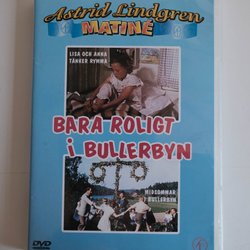 Astrid Lindgren
MATINÉ
LISA OCH ANNA
TÄNKER RYMMA
BARA ROLIGT
i BULLERBYN
MIDSOMMAR
I BULLERBYN
DVD